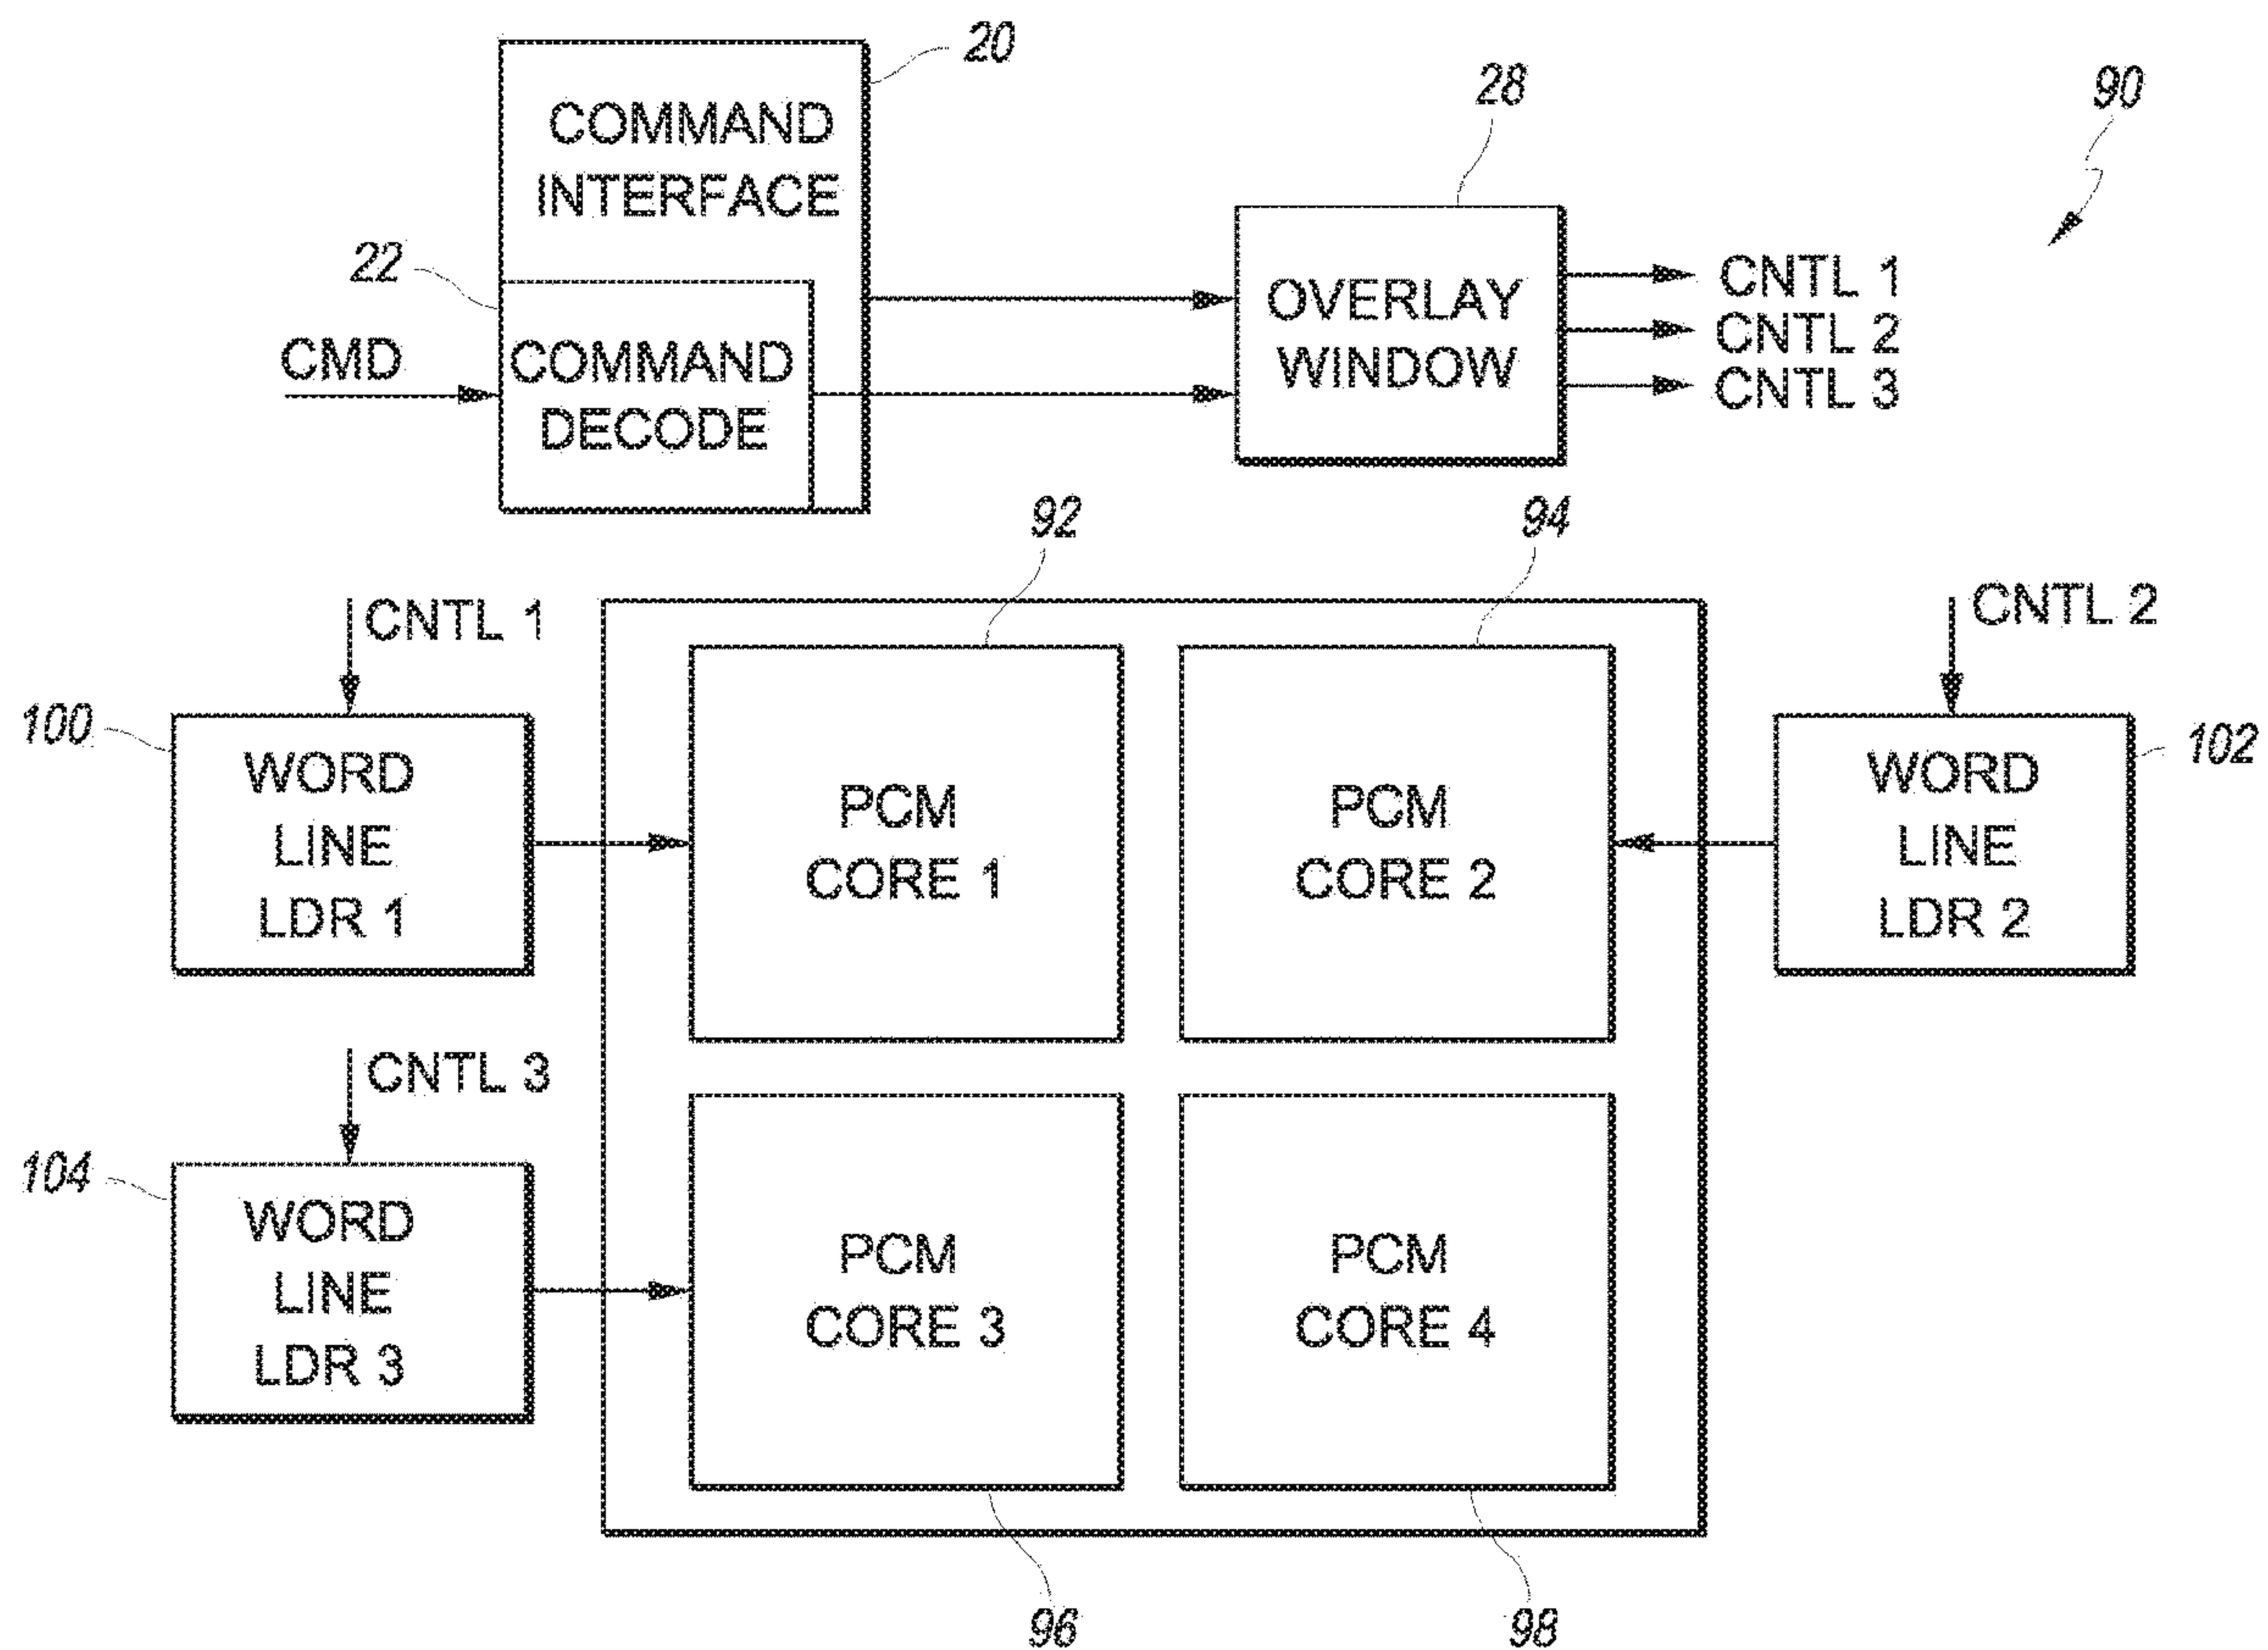 20
COMMAND
INTERFACE
28
90
22
CMD
COMMAND
DECODE
OVERLAY
WINDOW
CNTL 1
CNTL 2
CNTL 3
92
94
CNTL 1
CNTL 2
100
WORD
LINE
LDR 1
PCM
CORE 1
PCM
CORE 2
WORD
LINE
LDR 2
102
CNTL 3
104
WORD
LINE
LDR 3
PCM
CORE 3
PCM
CORE 4
96
98